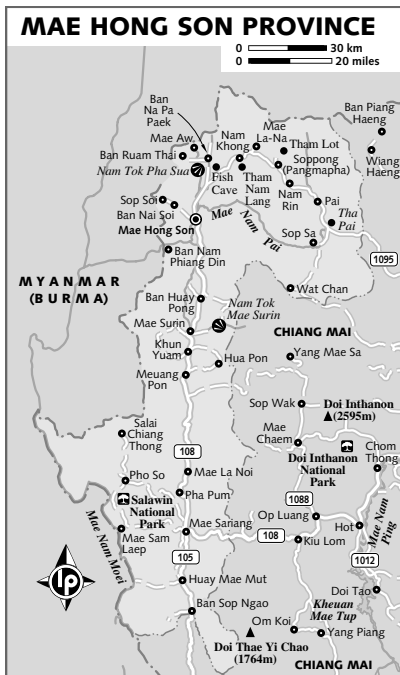 MAE HONG SON PROVINCE
0 30 km
0 20 miles
Ban
Na Pa
Paek
Mae Aw
Ban Ruam Thai
Nam Tok Pha Sua
Nam
Khong
Mae
La-Na
Tham Lot
Soppong
(Pangmapha)
Ban Piang
Haeng
Wiang
Haeng
Fish
Cave
Tham
Nam
Lang
Nam
Rin
Pai
Tha
Pai
Sop Soi
Ban Nai Soi
Mae Hong Son
Mae Nam Pai
Sop Sa
1095
Ban Nam
Phiang Din
MYANMAR
(BURMA)
Wat Chan
Ban Huay
Pong
Nam Tok
Mae Surin
Mae Surin
CHIANG MAI
Khun
Yuam
Hua Pon
Yang Mae Sa
Meuang
Pon
Sop Wak
Doi Inthanon
(2595m)
Salai
Chiang
Thong
Mae
Chaem
Doi Inthanon
National
Park
Chom
Thong
108
Pho So
Mae La Noi
Salawin
National
Park
Pha Pum
1088
Mae Nam Ping
Op Luang
Hot
Mae Nam Moei
Mae Sam
Laep
Mae Sariang
108
Kiu Lom
105
1012
Lp
Huay Mae Mut
Doi Tao
Ban Sop Ngao
Kheuan
Mae Tup
Om Koi
Yang Piang
Doi Thae Yi Chao
(1764m)
CHIANG MAI